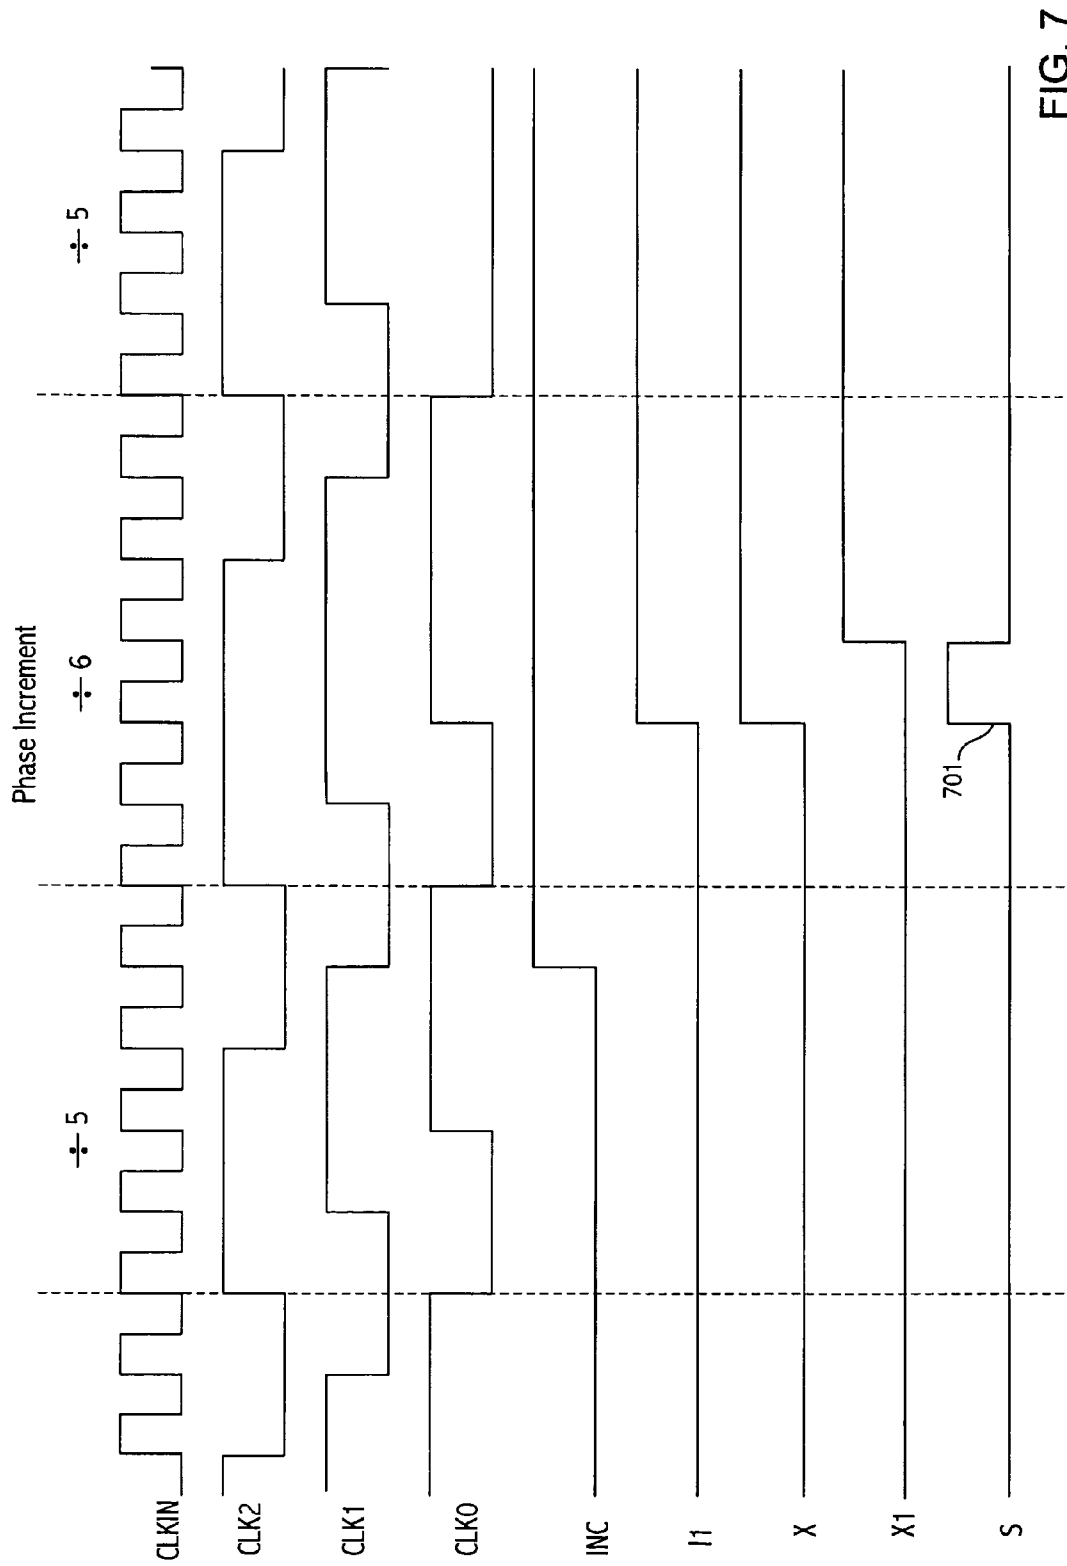 Phase Increment
÷ 5
÷ 6
÷ 5
CLKIN
CLK2
CLK1
CLK0
INC
I1
X
X1
S
701
FIG. 7